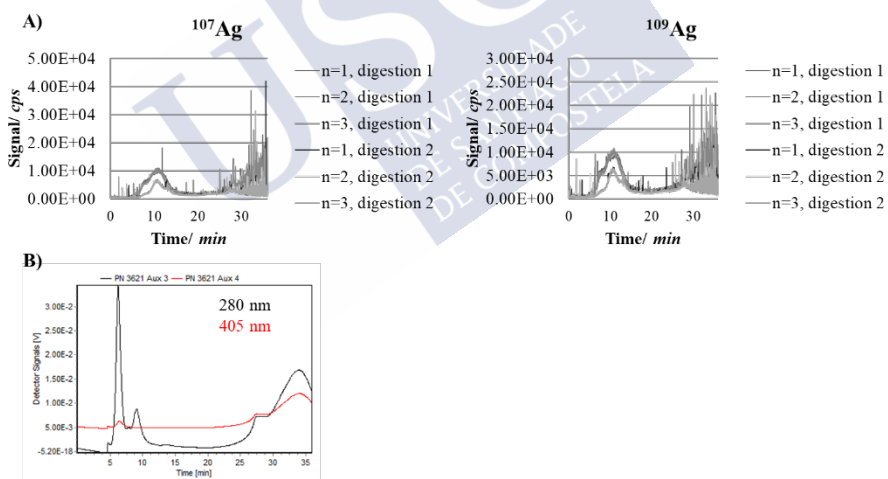 A)
¹⁰⁷Ag
5.00E+04
4.00E+04
3.00E+04
2.00E+04
1.00E+04
0.00E+00
Signal/ cps
0 10 20 30
Time/ min
n=1, digestion 1
n=2, digestion 1
n=3, digestion 1
n=1, digestion 2
n=2, digestion 2
n=3, digestion 2
¹⁰⁹Ag
3.00E+04
2.50E+04
2.00E+04
1.50E+04
1.00E+04
5.00E+03
0.00E+00
Signal/ cps
0 10 20 30
Time/ min
n=1, digestion 1
n=2, digestion 1
n=3, digestion 1
n=1, digestion 2
n=2, digestion 2
n=3, digestion 2
USC
UNIVERSIDADE
DE SANTIAGO
DE COMPOSTELA
B)
PN 3621 Aux 3 PN 3621 Aux 4
280 nm
405 nm
3.00E-2
2.50E-2
2.00E-2
1.50E-2
1.00E-2
5.00E-3
-5.20E-18
Detector Signals [V]
5 10 15 20 25 30 35
Time [min]